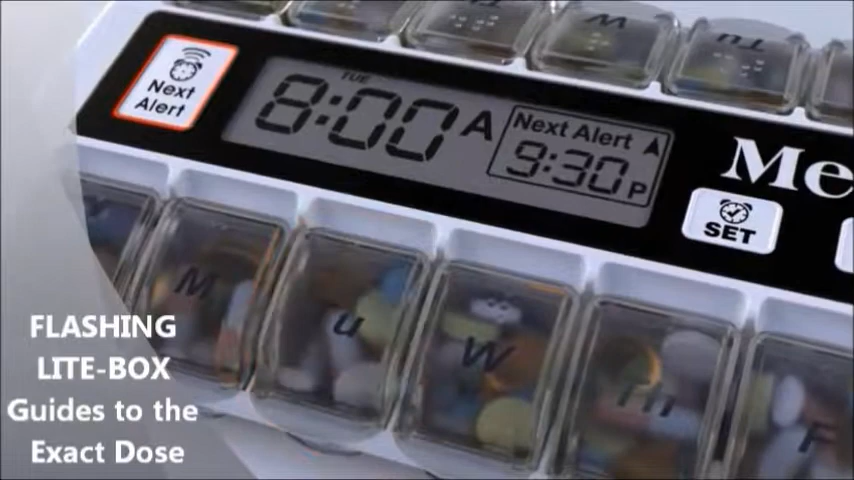 W
Tu
Next
Alert
TUE
8:00A
Next Alert
9:30P
Me
SET
M
u
W
Th
F
FLASHING
LITE-BOX
Guides to the
Exact Dose